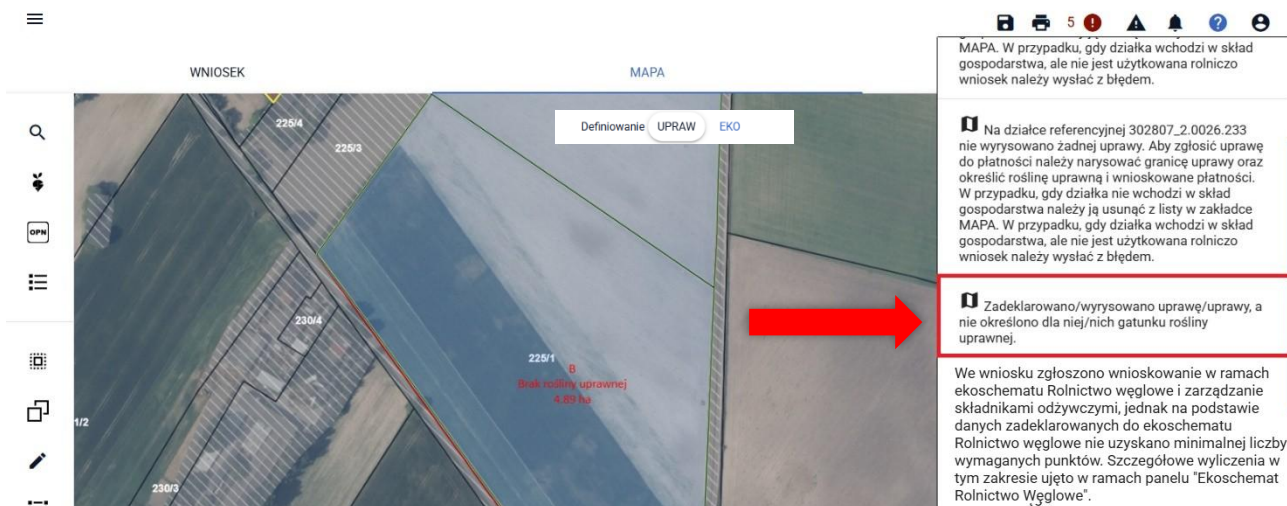 5
WNIOSEK
MAPA
Definiowanie UPRAW EKO
OPN
225/4
225/3
230/4
225/1
B
Brak rośliny uprawnej
4.89 ha
1/2
230/3
MAPA. W przypadku, gdy działka wchodzi w skład
gospodarstwa, ale nie jest użytkowana rolniczo
wniosek należy wysłać z błędem.
Na działce referencyjnej 302807_2.0026.233
nie wyrysowano żadnej uprawy. Aby zgłosić uprawę
do płatności należy narysować granicę uprawy oraz
określić roślinę uprawną i wnioskowane płatności.
W przypadku, gdy działka nie wchodzi w skład
gospodarstwa należy ją usunąć z listy w zakładce
MAPA. W przypadku, gdy działka wchodzi w skład
gospodarstwa, ale nie jest użytkowana rolniczo
wniosek należy wysłać z błędem.
Zadeklarowano/wyrysowano uprawę/uprawy, a
nie określono dla niej/nich gatunku rośliny
uprawnej.
We wniosku zgłoszono wnioskowanie w ramach
ekoschematu Rolnictwo węglowe i zarządzanie
składnikami odżywczymi, jednak na podstawie
danych zadeklarowanych do ekoschematu
Rolnictwo węglowe nie uzyskano minimalnej liczby
wymaganych punktów. Szczegółowe wyliczenia w
tym zakresie ujęto w ramach panelu "Ekoschemat
Rolnictwo Węglowe".